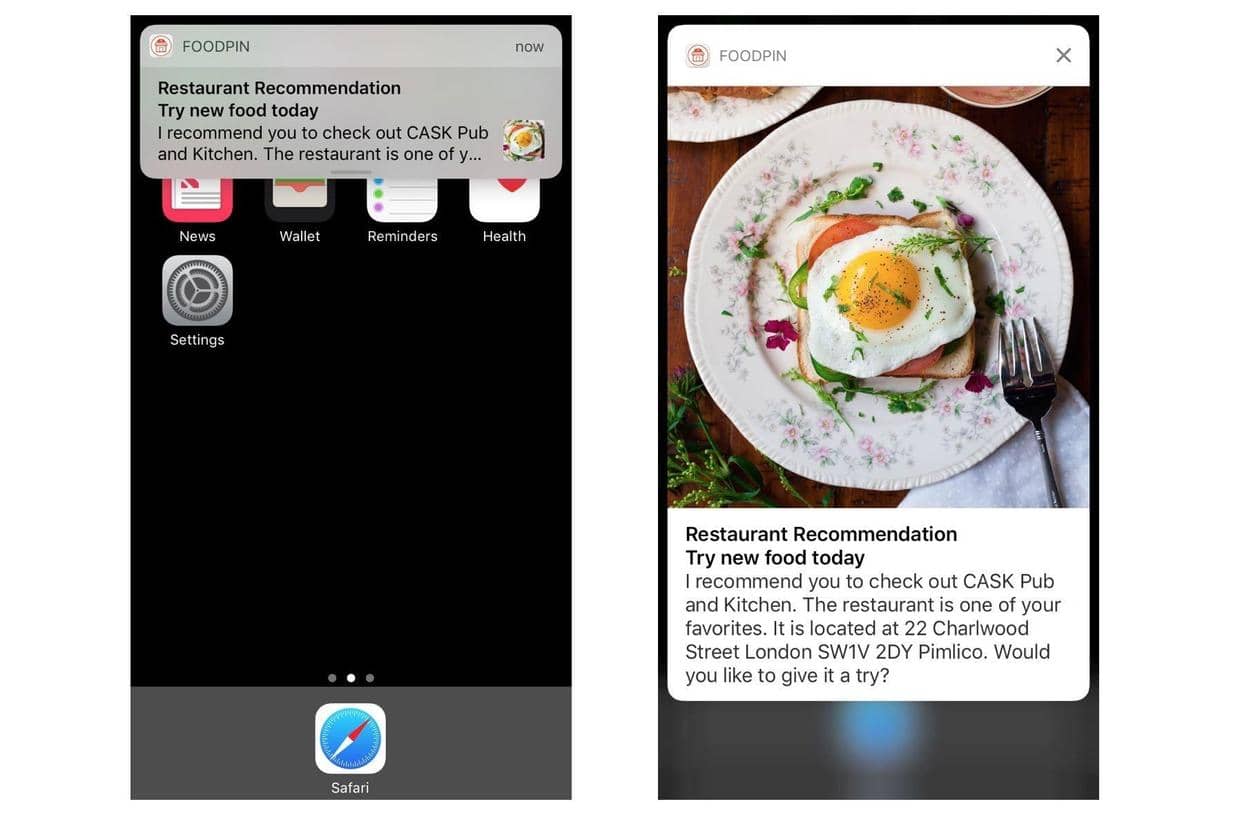 FOODPIN
now
Restaurant Recommendation
Try new food today
I recommend you to check out CASK Pub
and Kitchen. The restaurant is one of y...
News
Wallet
Reminders
Health
Settings
Safari
FOODPIN
Restaurant Recommendation
Try new food today
I recommend you to check out CASK Pub
and Kitchen. The restaurant is one of your
favorites. It is located at 22 Charlwood
Street London SW1V 2DY Pimlico. Would
you like to give it a try?